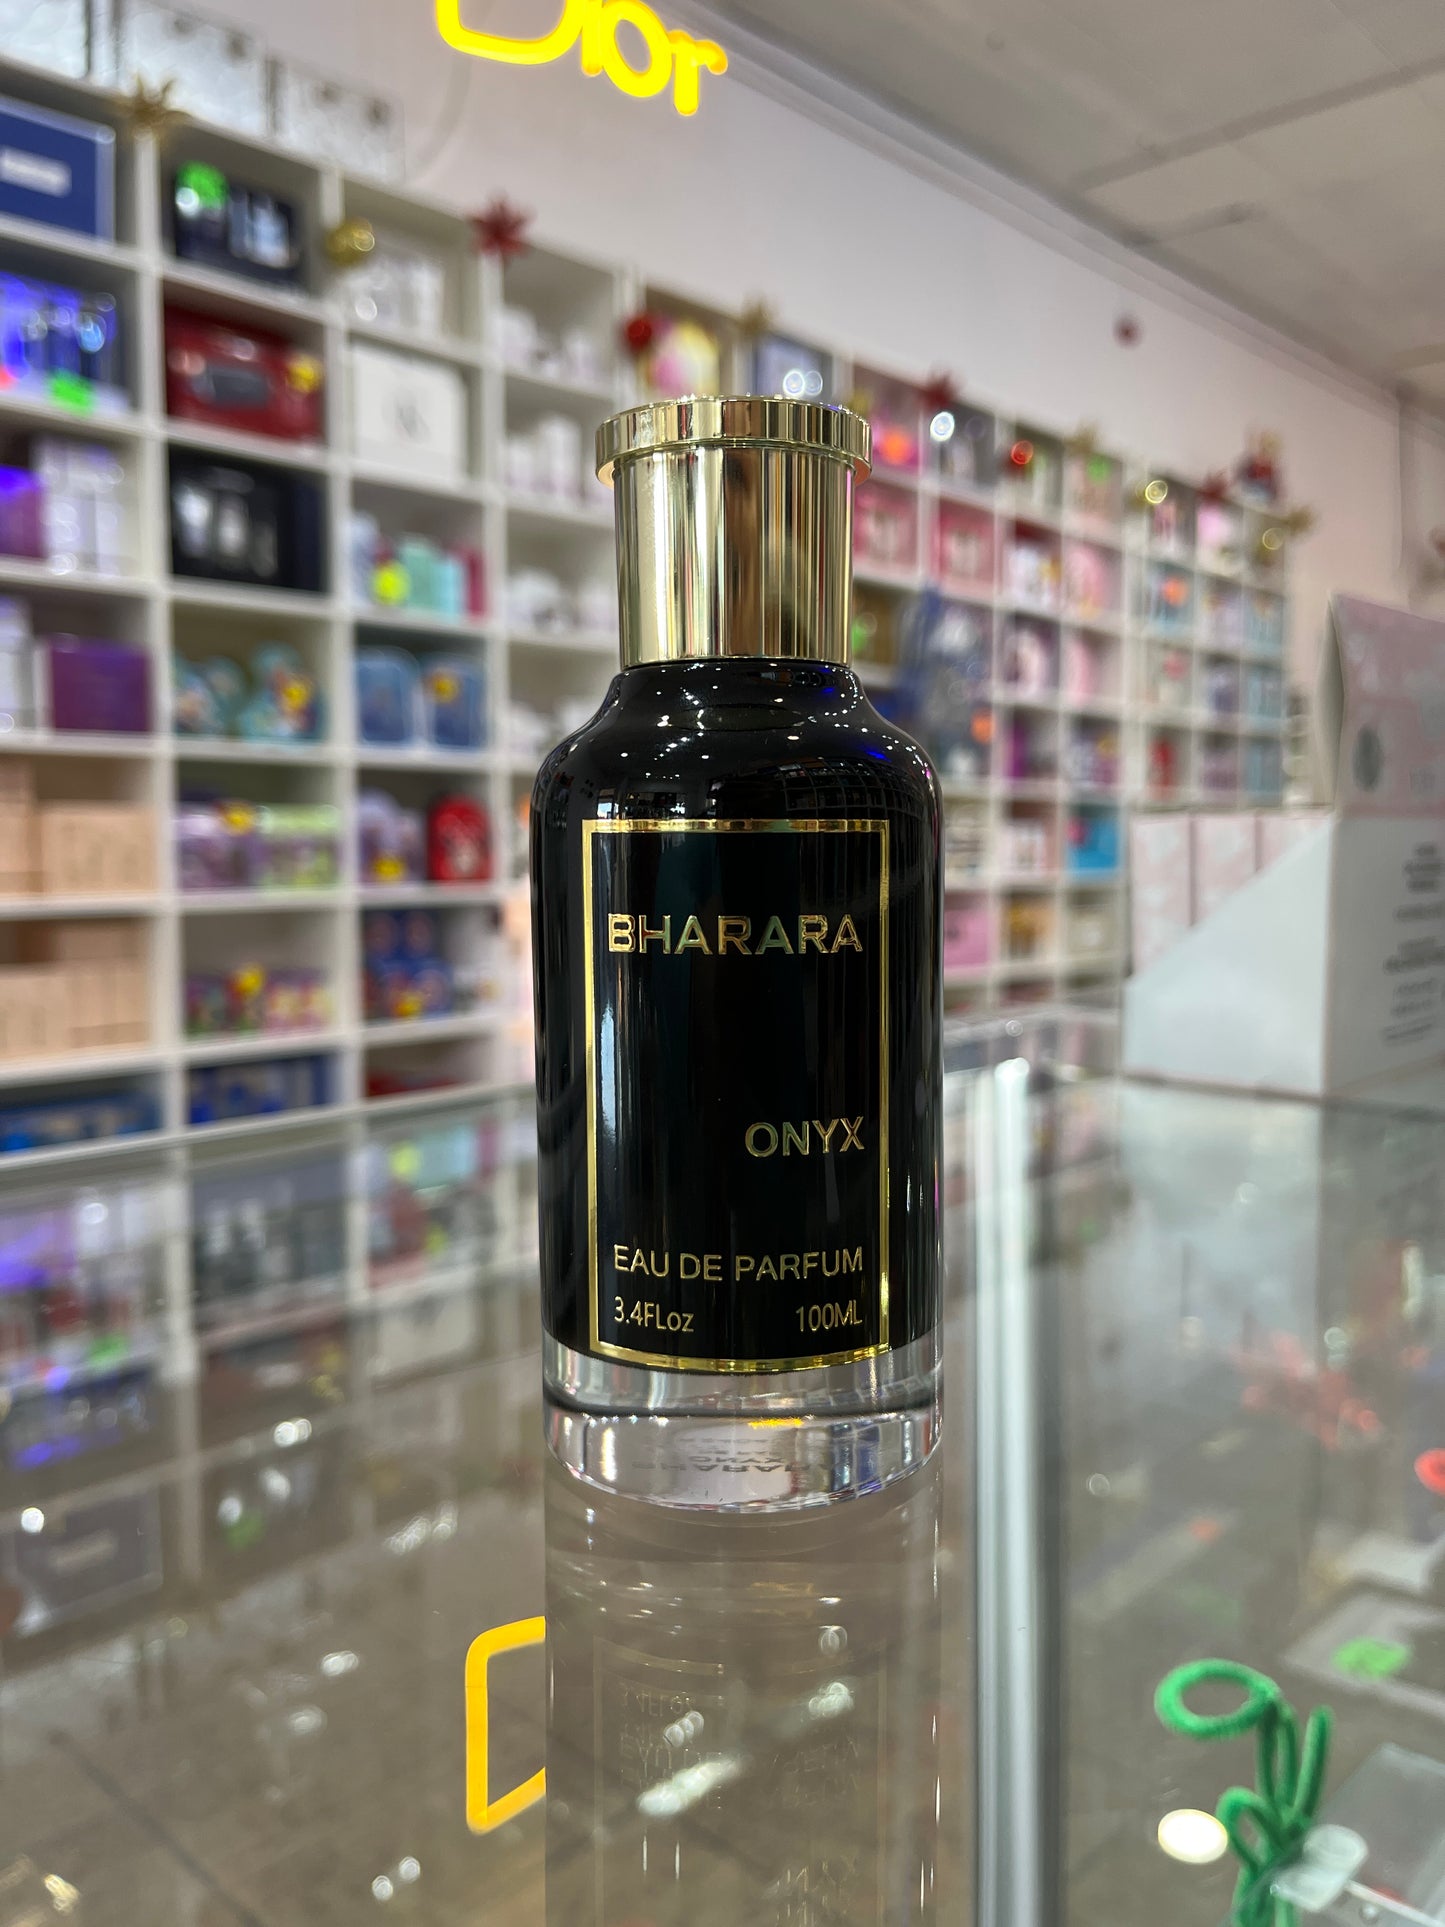 Dior
BHARARA
ONYX
EAU DE PARFUM
3.4FLoz 100ML